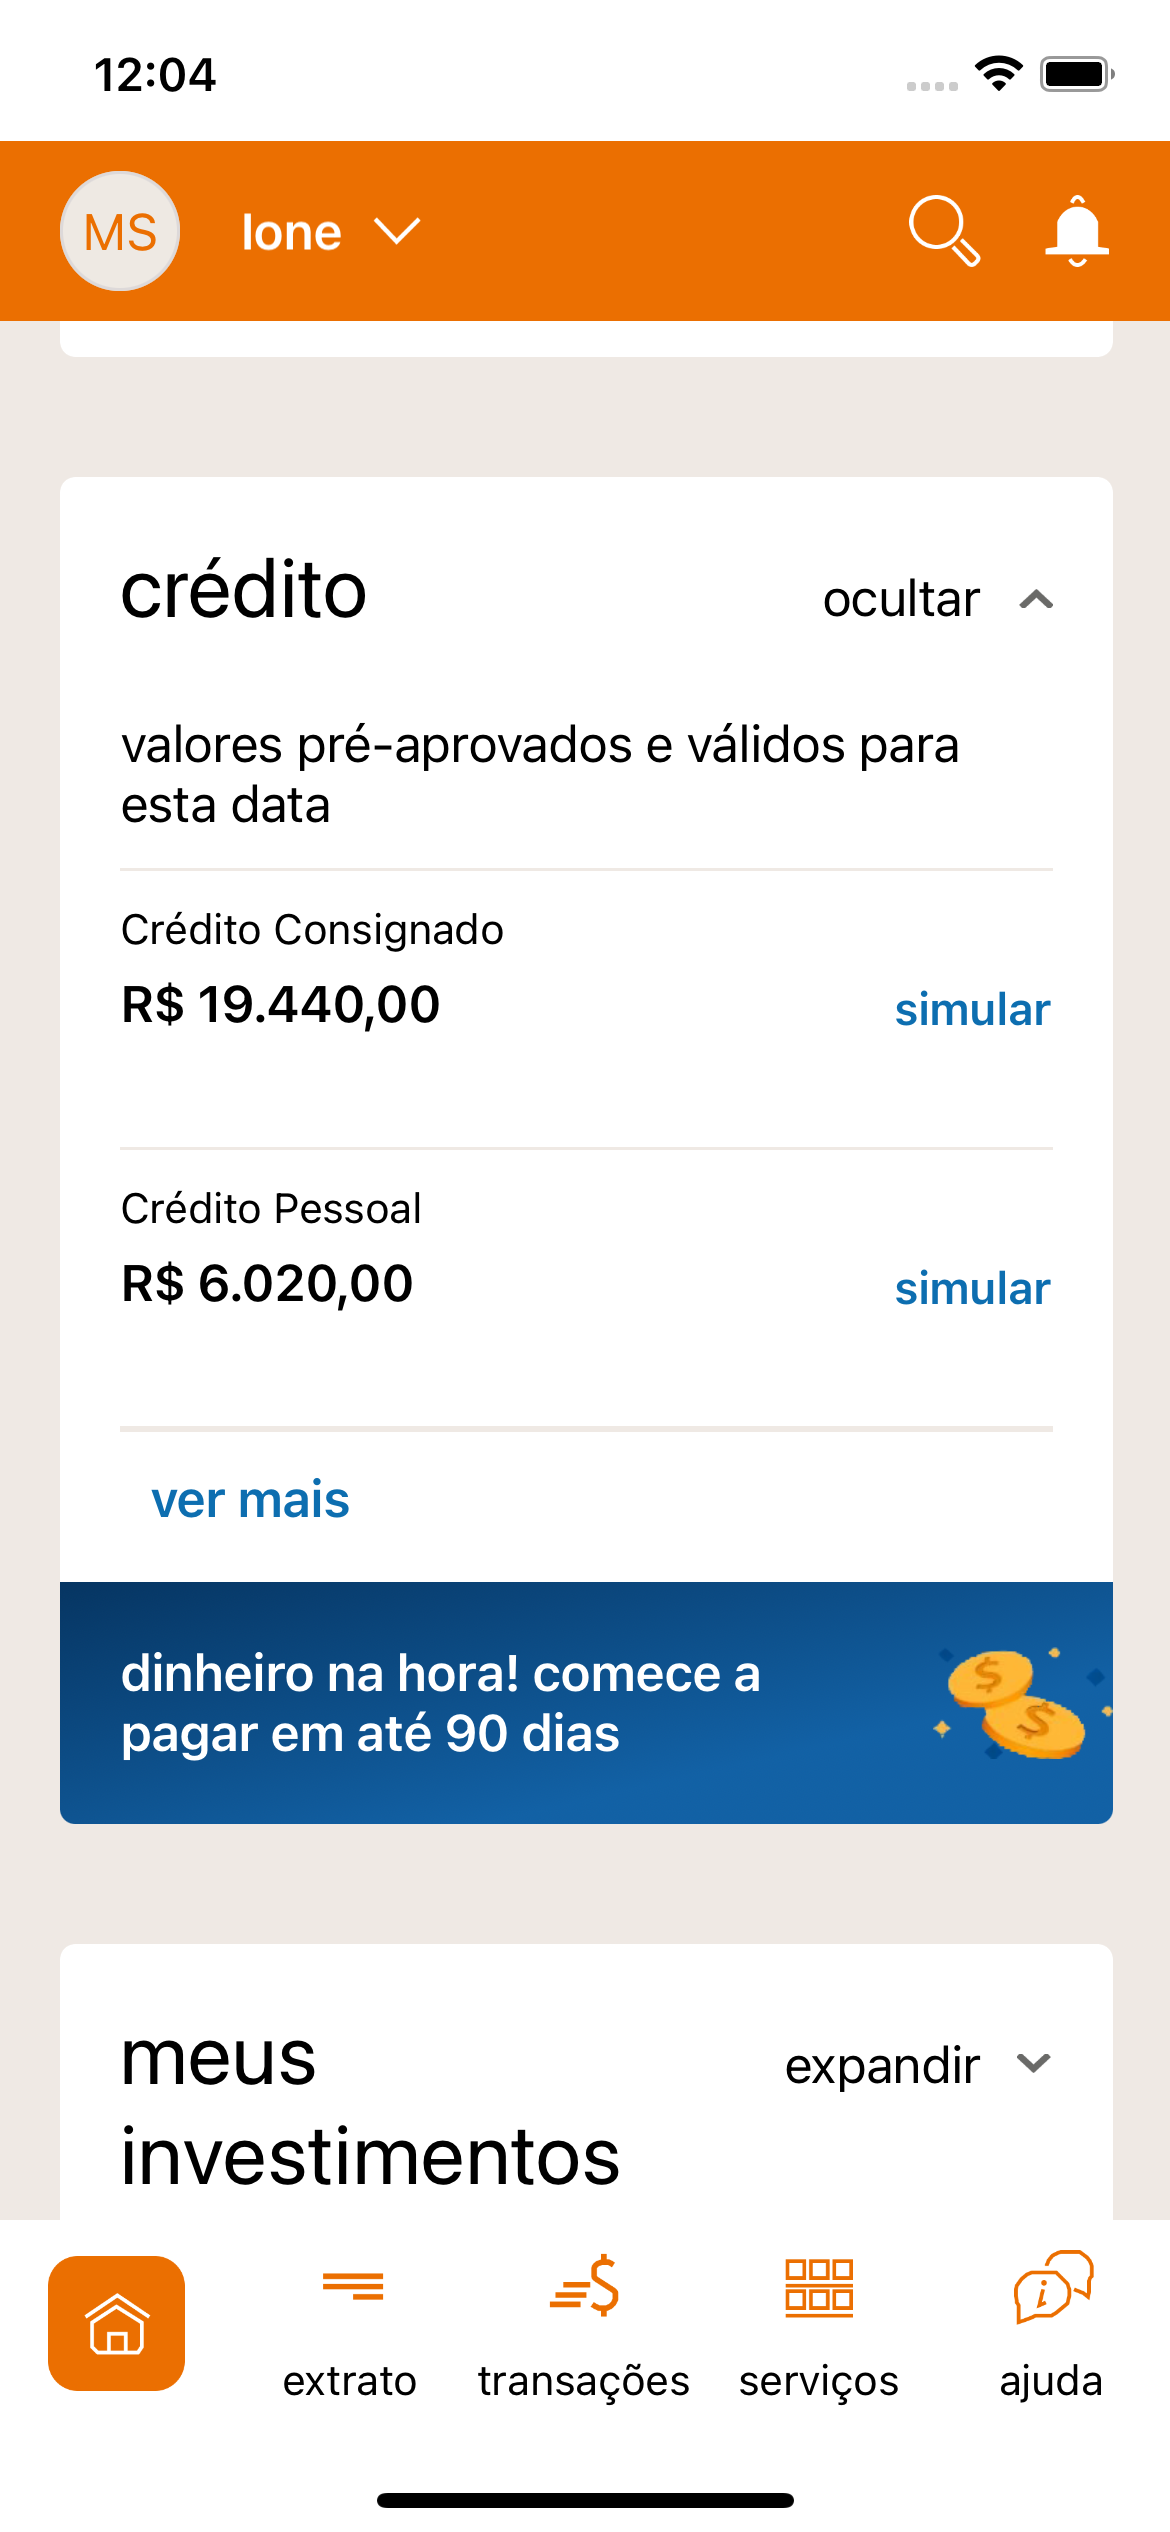 12:04
MS
Ione
crédito
ocultar
valores pré-aprovados e válidos para
esta data
Crédito Consignado
R$ 19.440,00
simular
Crédito Pessoal
R$ 6.020,00
simular
ver mais
dinheiro na hora! comece a
pagar em até 90 dias
meus
investimentos
expandir
extrato
transações
serviços
ajuda